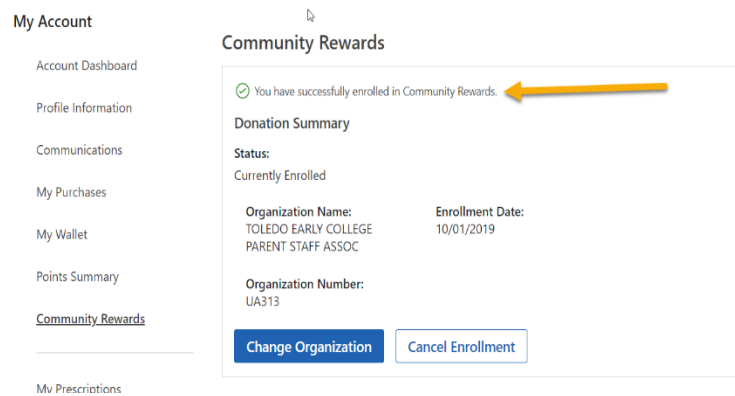 My Account
Account Dashboard
Profile Information
Communications
My Purchases
My Wallet
Points Summary
Community Rewards
My Prescriptions
Community Rewards
You have successfully enrolled in Community Rewards.
Donation Summary
Status:
Currently Enrolled
Organization Name:
TOLEDO EARLY COLLEGE
PARENT STAFF ASSOC
Enrollment Date:
10/01/2019
Organization Number:
UA313
Change Organization
Cancel Enrollment